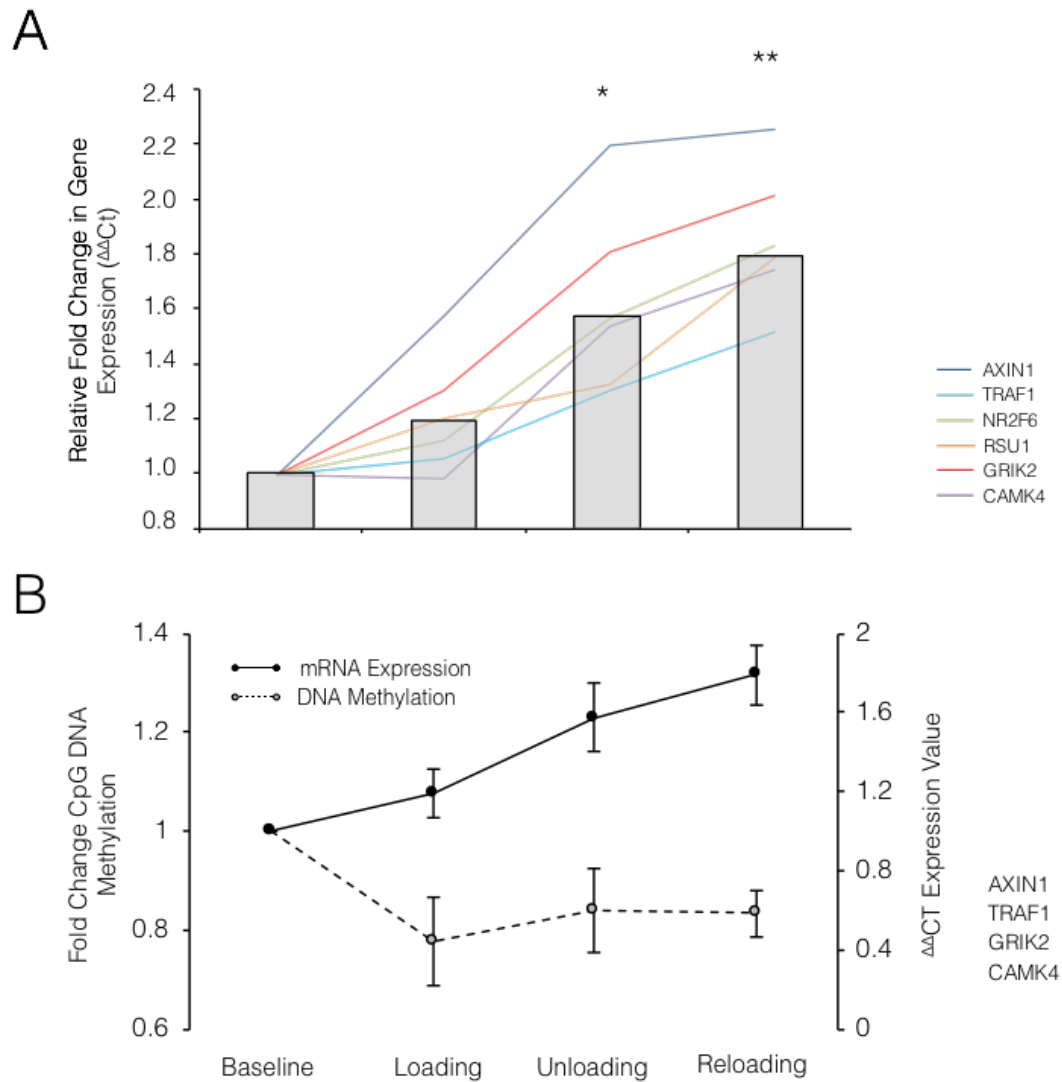 A
*
**
Relative Fold Change in Gene
Expression (ΔΔCt)
2.4
2.2
2.0
1.8
1.6
1.4
1.2
1.0
0.8
AXIN1
TRAF1
NR2F6
RSU1
GRIK2
CAMK4
B
Fold Change CpG DNA
Methylation
1.4
1.2
1
0.8
0.6
mRNA Expression
DNA Methylation
2
1.6
1.2
0.8
0.4
0
ΔΔCT Expression Value
AXIN1
TRAF1
GRIK2
CAMK4
Baseline Loading Unloading Reloading